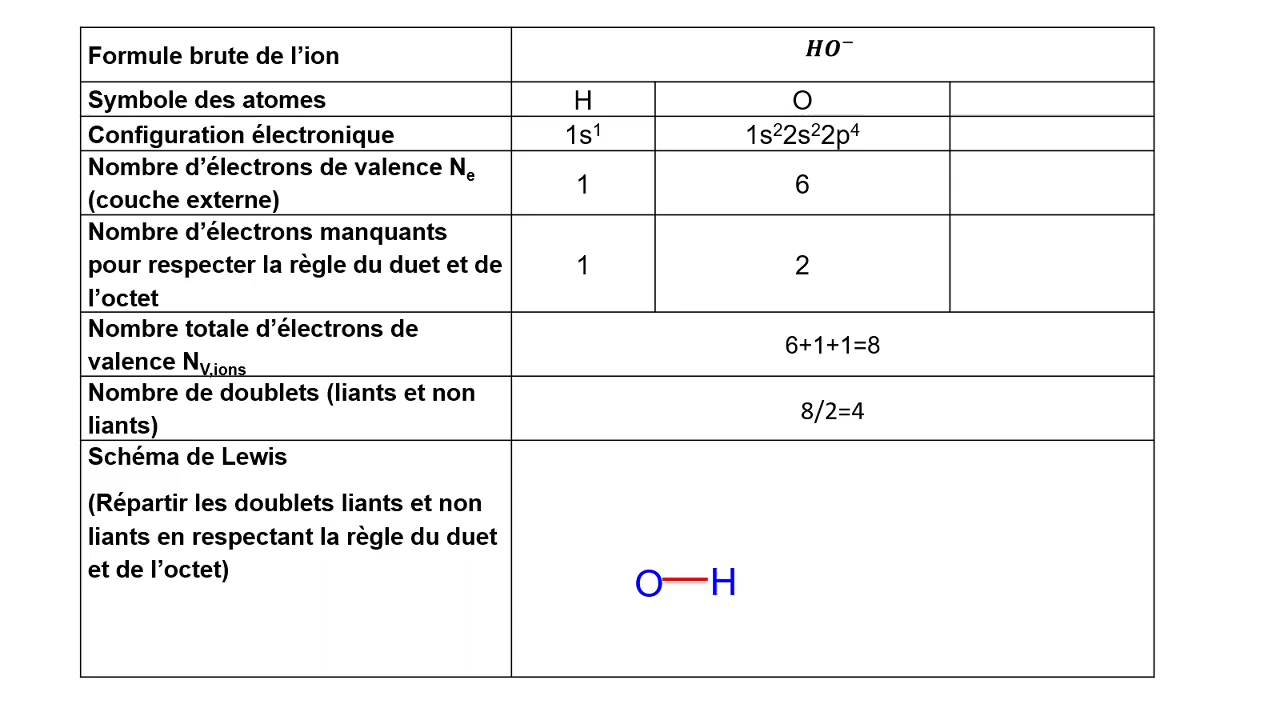 Formule brute de l’ion
HO⁻
Symbole des atomes
H
O
Configuration électronique
1s¹
1s²2s²2p⁴
Nombre d’électrons de valence Nₑ
(couche externe)
1
6
Nombre d’électrons manquants
pour respecter la règle du duet et de
l’octet
1
2
Nombre totale d’électrons de
valence N_V,ions
6+1+1=8
Nombre de doublets (liants et non
liants)
8/2=4
Schéma de Lewis
(Répartir les doublets liants et non
liants en respectant la règle du duet
et de l’octet)
O—H